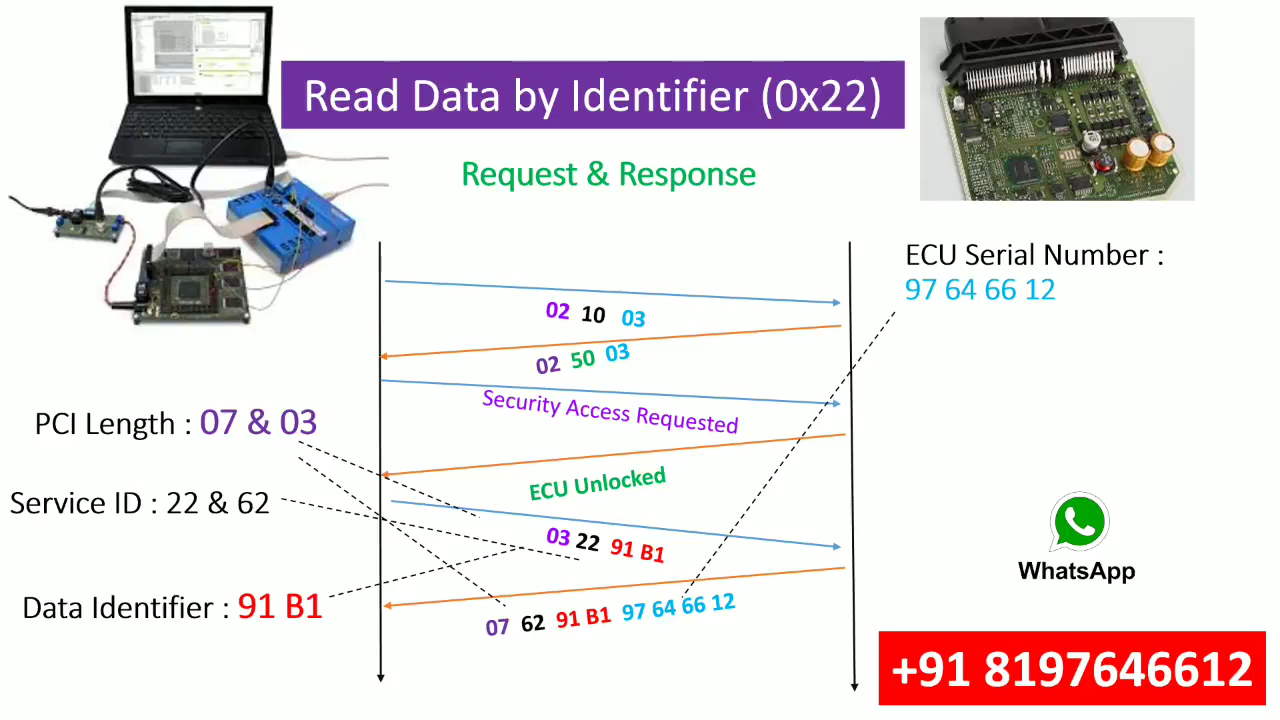 Read Data by Identifier (0x22)
Request & Response
ECU Serial Number :
97 64 66 12
02 10 03
02 50 03
Security Access Requested
PCI Length : 07 & 03
ECU Unlocked
Service ID : 22 & 62
03 22 91 B1
WhatsApp
Data Identifier : 91 B1
07 62 91 B1 97 64 66 12
+91 8197646612